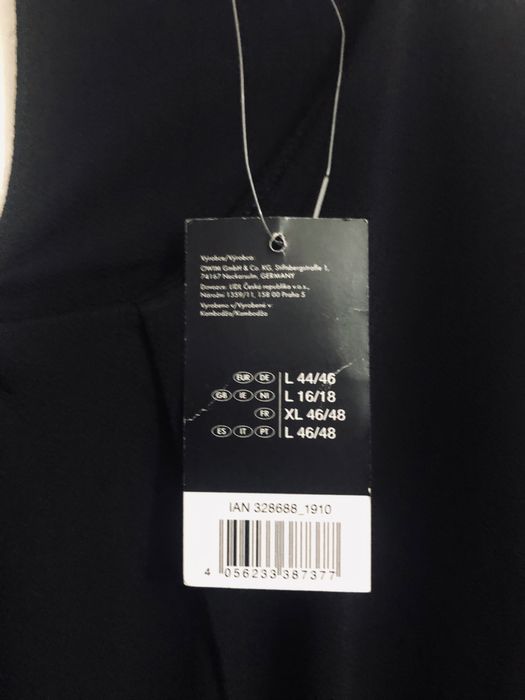 Výrobce/Výrobca
OWIM GmbH & Co. KG, Stiftsbergstraße 1,
74167 Neckarsulm, GERMANY
Dovozce: LIDL Česká republika v.o.s.,
Nárožní 1359/11, 158 00 Praha 5
Vyrobeno v/Vyrobené v
Kambodža/Kambodža
EUR DE L 44/46
GB IE NI L 16/18
FR XL 46/48
ES IT PT L 46/48
IAN 328688_1910
4 056233 387377